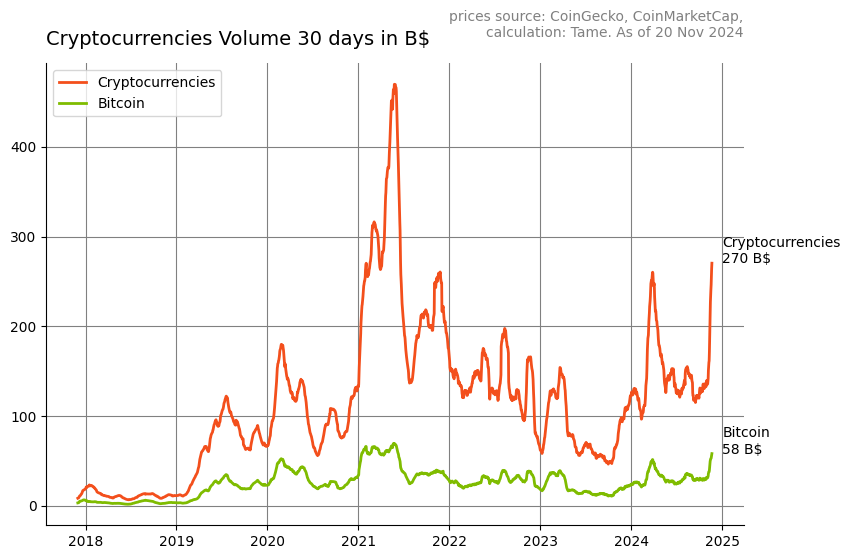 prices source: CoinGecko, CoinMarketCap,
calculation: Tame. As of 20 Nov 2024
Cryptocurrencies Volume 30 days in B$
Cryptocurrencies
Bitcoin
400
300
200
100
0
Cryptocurrencies
270 B$
Bitcoin
58 B$
2018 2019 2020 2021 2022 2023 2024 2025